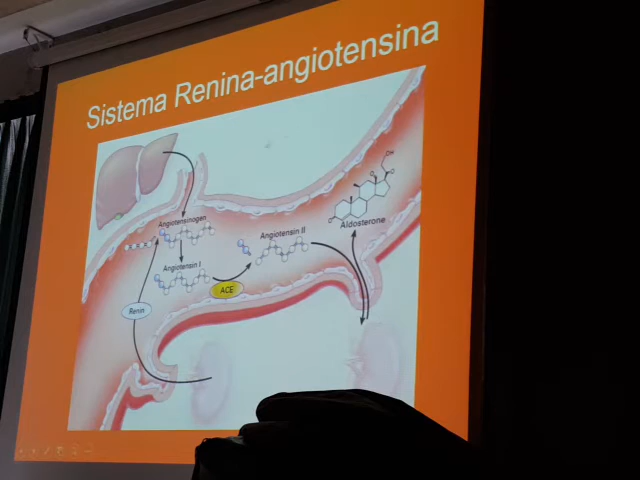 Sistema Renina-angiotensina
Angiotensinogen
Angiotensin I
Angiotensin II
Aldosterone
ACE
Renin